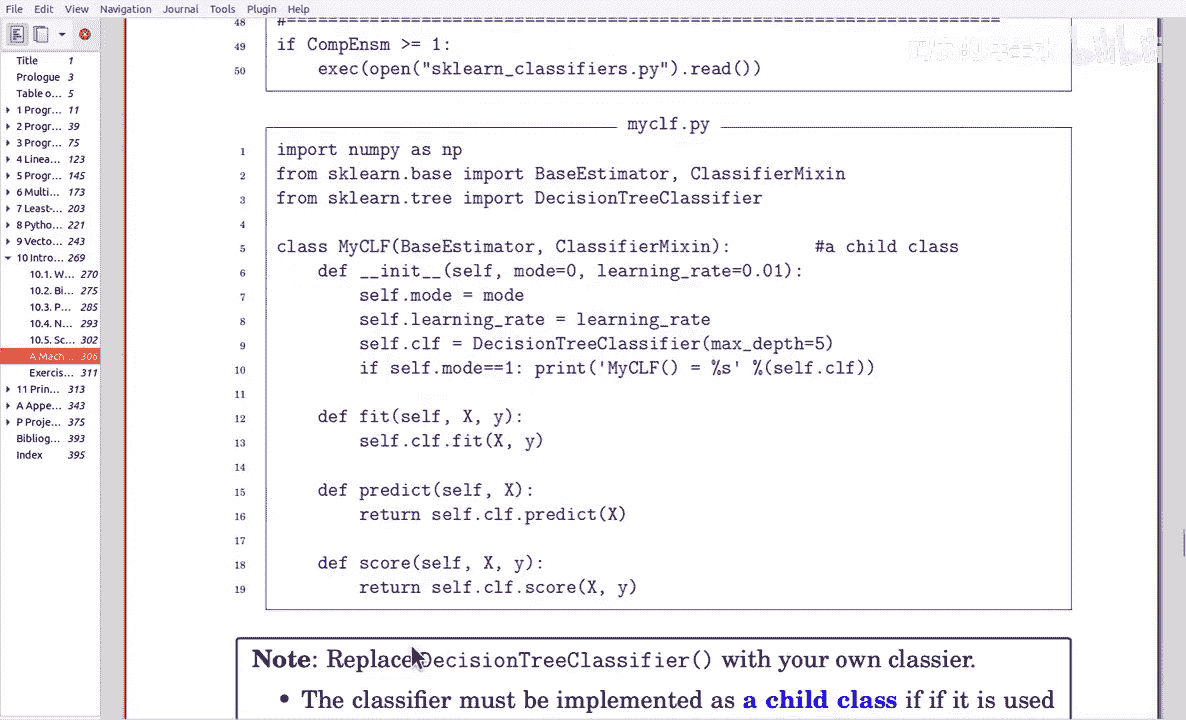 File Edit View Navigation Journal Tools Plugin Help
Title 1
Prologue 3
Table o... 5
1 Progr... 11
2 Progr... 39
3 Progr... 75
4 Linea... 123
5 Progr... 145
6 Multi... 173
7 Least-... 203
8 Pytho... 221
9 Vecto... 243
10 Intro... 269
10.1. W... 270
10.2. Bi... 275
10.3. P... 285
10.4. N... 293
10.5. Sc... 302
A Mach... 306
Exercis... 311
11 Prin... 313
A Appe... 343
P Proje... 375
Bibliog... 393
Index 395
48 #=====================================================================
49 if CompEnsm >= 1:
50 exec(open("sklearn_classifiers.py").read())
myclf.py
1 import numpy as np
2 from sklearn.base import BaseEstimator, ClassifierMixin
3 from sklearn.tree import DecisionTreeClassifier
4
5 class MyCLF(BaseEstimator, ClassifierMixin): #a child class
6 def __init__(self, mode=0, learning_rate=0.01):
7 self.mode = mode
8 self.learning_rate = learning_rate
9 self.clf = DecisionTreeClassifier(max_depth=5)
10 if self.mode==1: print('MyCLF() = %s' %(self.clf))
11
12 def fit(self, X, y):
13 self.clf.fit(X, y)
14
15 def predict(self, X):
16 return self.clf.predict(X)
17
18 def score(self, X, y):
19 return self.clf.score(X, y)
Note: Replace DecisionTreeClassifier() with your own classier.
• The classifier must be implemented as a child class if if it is used